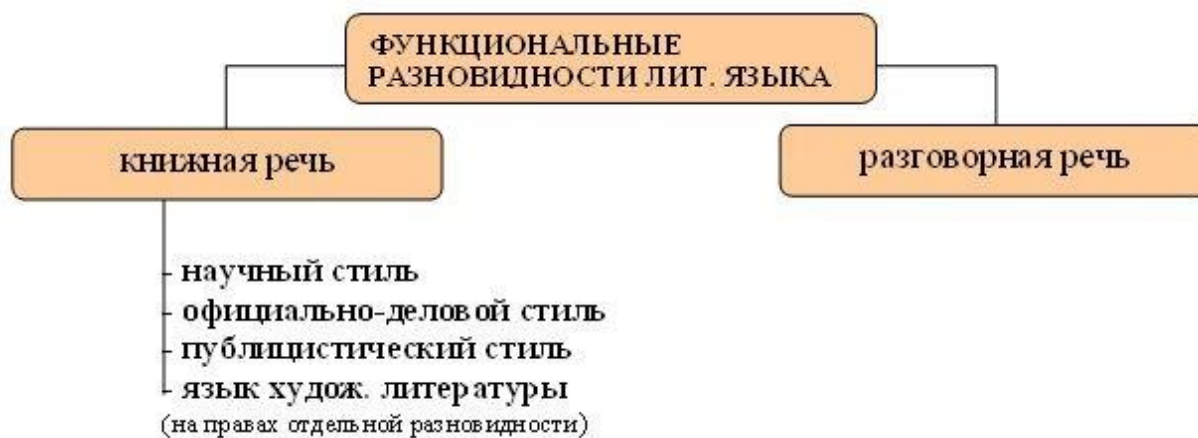 ФУНКЦИОНАЛЬНЫЕ
РАЗНОВИДНОСТИ ЛИТ. ЯЗЫКА
книжная речь
разговорная речь
- научный стиль
- официально-деловой стиль
- публицистический стиль
- язык худож. литературы
(на правах отдельной разновидности)